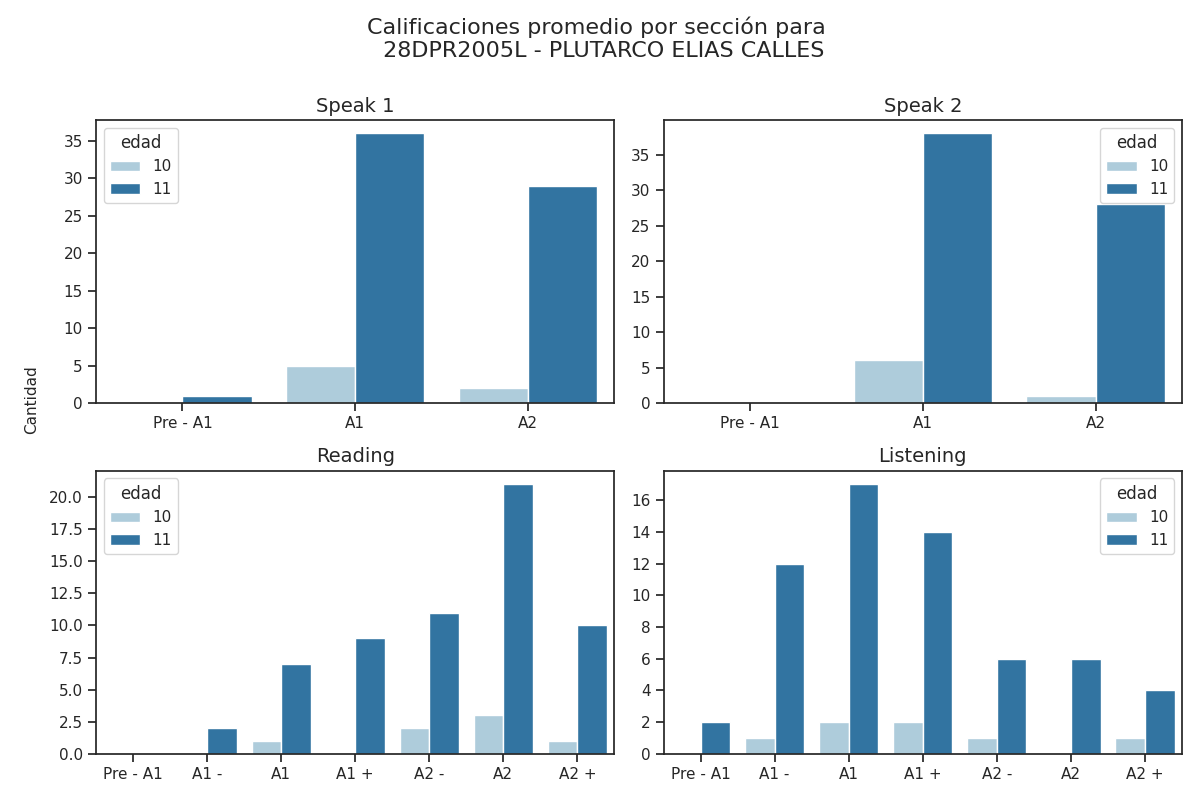 Calificaciones promedio por sección para
28DPR2005L - PLUTARCO ELIAS CALLES
Cantidad
Speak 1
edad
10
11
35
30
25
20
15
10
5
0
Pre - A1 A1 A2
Speak 2
edad
10
11
35
30
25
20
15
10
5
0
Pre - A1 A1 A2
Reading
edad
10
11
20.0
17.5
15.0
12.5
10.0
7.5
5.0
2.5
0.0
Pre - A1 A1 - A1 A1 + A2 - A2 A2 +
Listening
edad
10
11
16
14
12
10
8
6
4
2
0
Pre - A1 A1 - A1 A1 + A2 - A2 A2 +